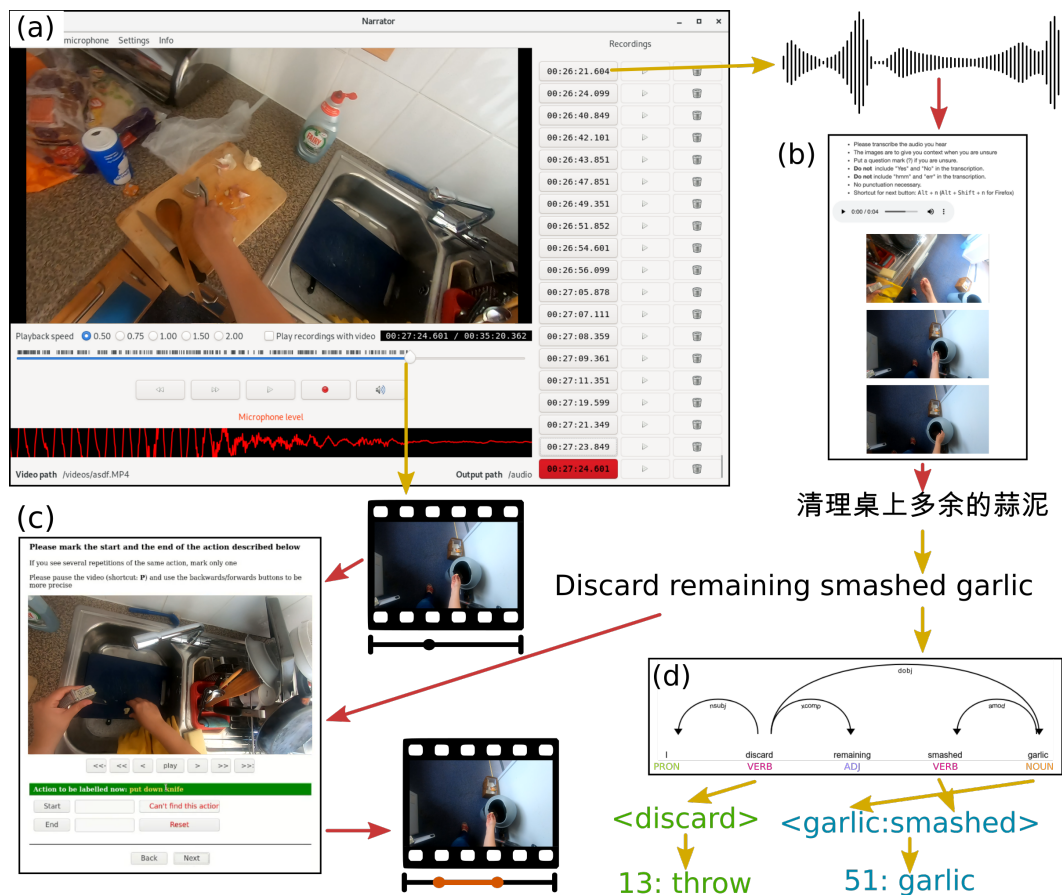 (a)
Narrator
microphone Settings Info
Recordings
00:26:21.604
00:26:24.099
00:26:40.849
00:26:42.101
00:26:43.851
00:26:47.851
00:26:49.351
00:26:51.852
00:26:54.601
00:26:56.099
00:27:05.878
00:27:07.111
00:27:08.359
00:27:09.361
00:27:11.351
00:27:19.599
00:27:21.349
00:27:23.849
00:27:24.601
FAIRY
Playback speed 0.50 0.75 1.00 1.50 2.00 Play recordings with video 00:27:24.601 / 00:35:20.362
Microphone level
Video path /videos/asdf.MP4 Output path /audio
(b)
• Please transcribe the audio you hear
• The images are to give you context when you are unsure
• Put a question mark (?) if you are unsure.
• Do not include "Yes" and "No" in the transcription.
• Do not include "hmm" and "err" in the transcription.
• No punctuation necessary.
• Shortcut for next button: Alt + n (Alt + Shift + n for Firefox)
0:00 / 0:04
清理桌上多余的蒜泥
Discard remaining smashed garlic
(c)
Please mark the start and the end of the action described below
If you see several repetitions of the same action, mark only one
Please pause the video (shortcut: P) and use the backwards/forwards buttons to be
more precise
<<- << < play > >> >>:
Action to be labelled now: put down knife
Start Can't find this action
End Reset
Back Next
(d)
dobj
nsubj xcomp amod
I discard remaining smashed garlic
PRON VERB ADJ VERB NOUN
<discard> <garlic:smashed>
13: throw 51: garlic